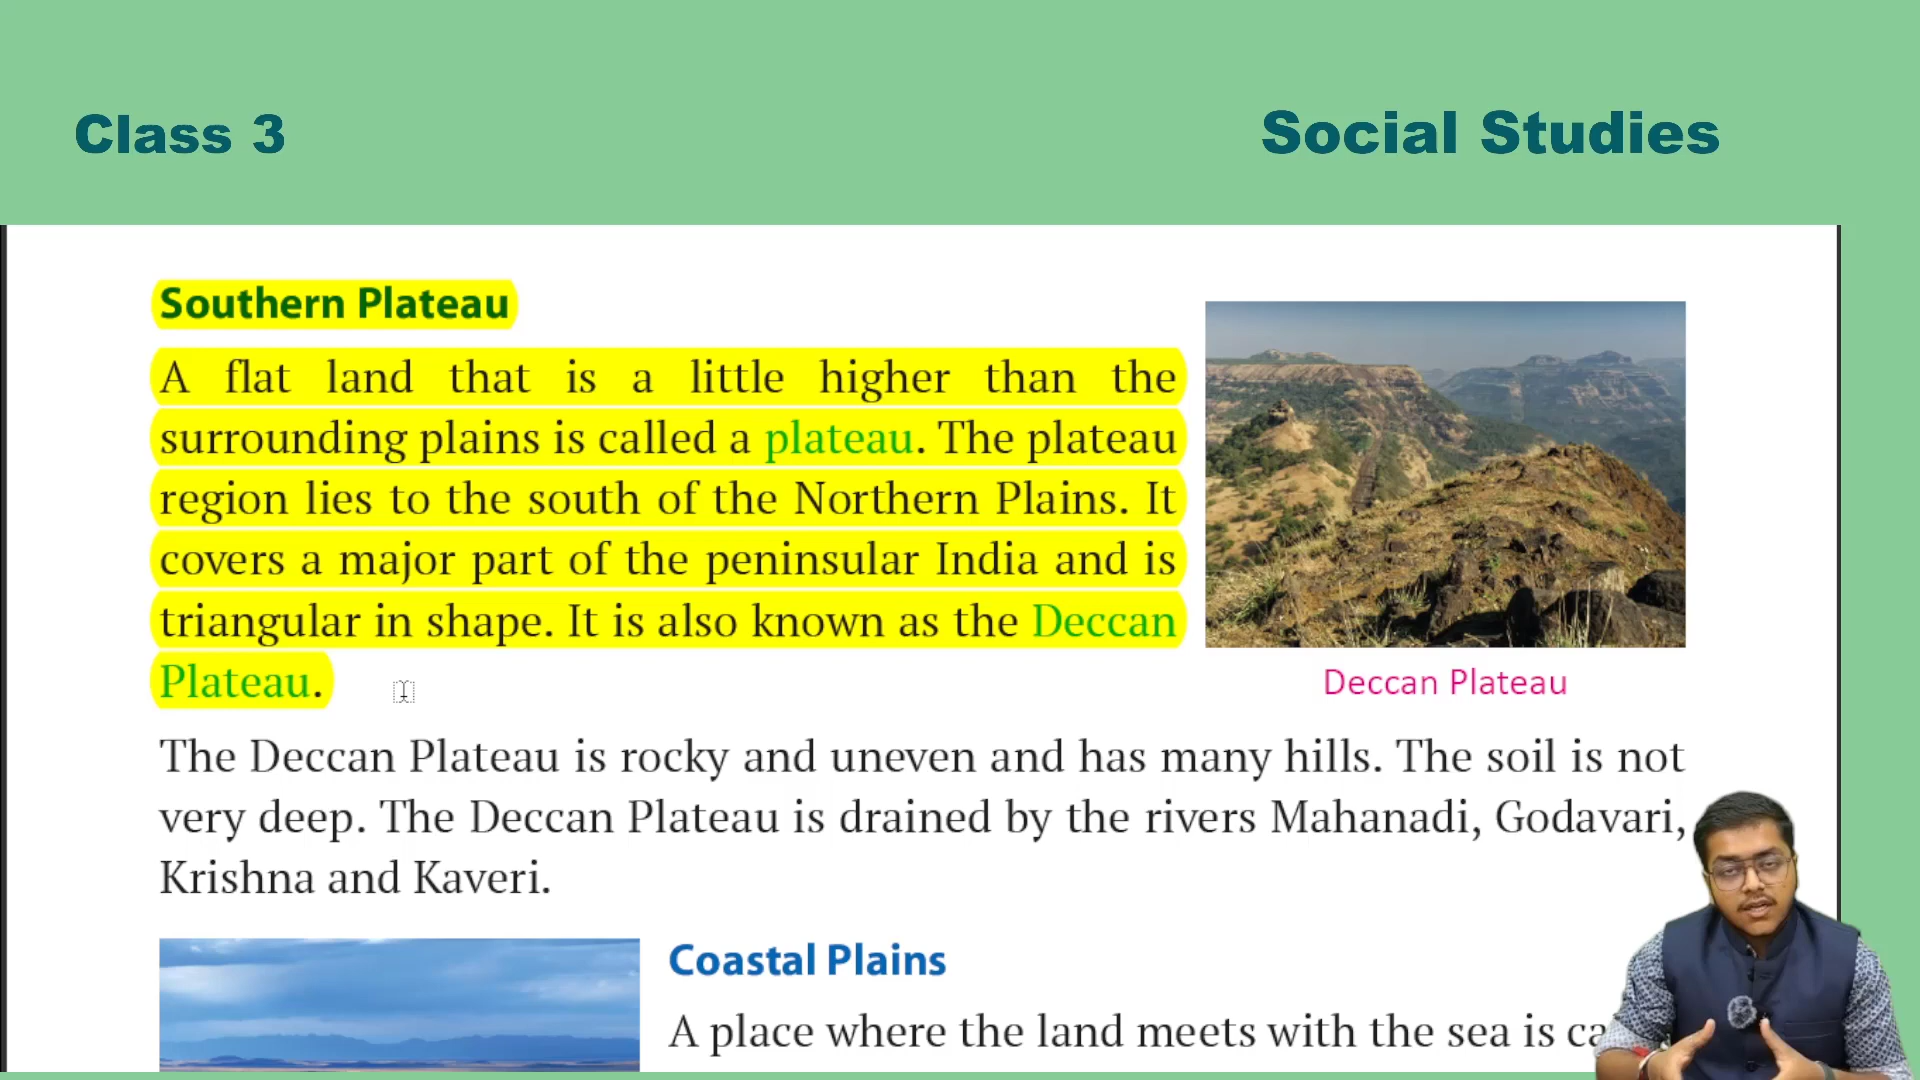 Class 3
Social Studies
Southern Plateau
A flat land that is a little higher than the
surrounding plains is called a plateau. The plateau
region lies to the south of the Northern Plains. It
covers a major part of the peninsular India and is
triangular in shape. It is also known as the Deccan
Plateau.
Deccan Plateau
The Deccan Plateau is rocky and uneven and has many hills. The soil is not
very deep. The Deccan Plateau is drained by the rivers Mahanadi, Godavari,
Krishna and Kaveri.
Coastal Plains
A place where the land meets with the sea is